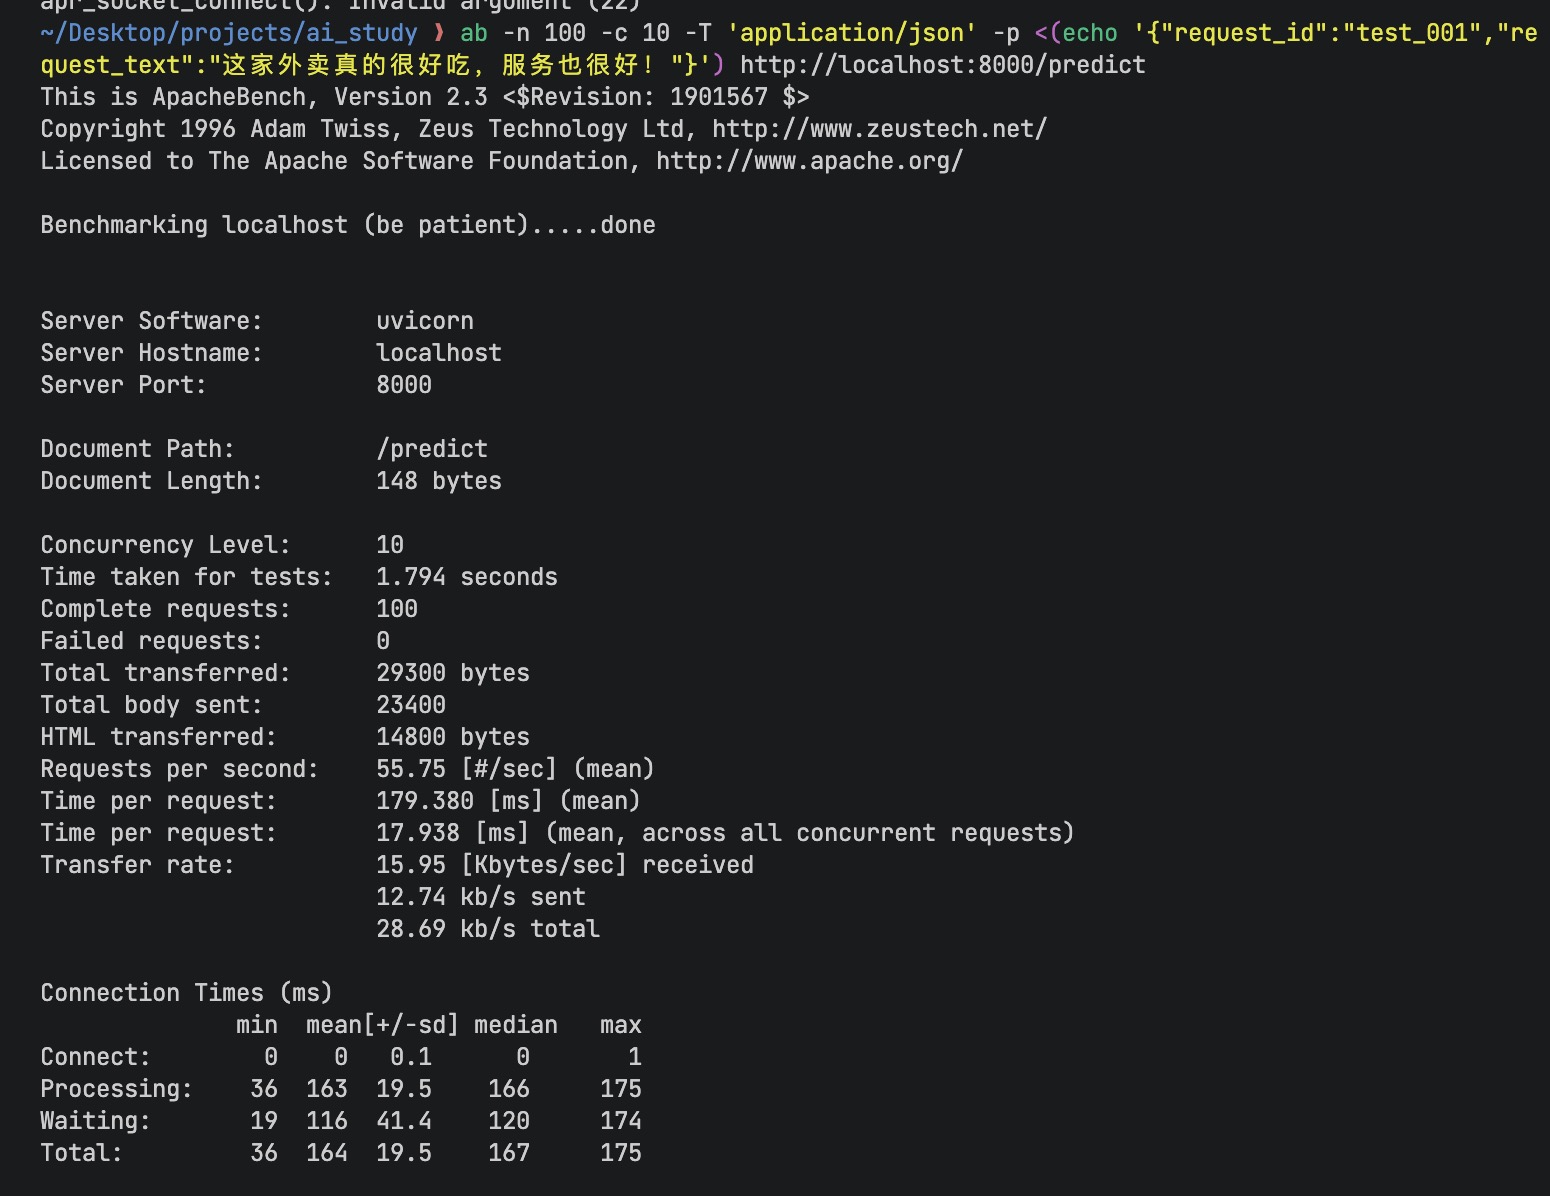 apr_socket_connect(): Invalid argument (22)
~/Desktop/projects/ai_study ❯ ab -n 100 -c 10 -T 'application/json' -p <(echo '{"request_id":"test_001","re
quest_text":"这家外卖真的很好吃，服务也很好！"}') http://localhost:8000/predict
This is ApacheBench, Version 2.3 <$Revision: 1901567 $>
Copyright 1996 Adam Twiss, Zeus Technology Ltd, http://www.zeustech.net/
Licensed to The Apache Software Foundation, http://www.apache.org/
Benchmarking localhost (be patient).....done
Server Software:        uvicorn
Server Hostname:        localhost
Server Port:            8000
Document Path:          /predict
Document Length:        148 bytes
Concurrency Level:      10
Time taken for tests:   1.794 seconds
Complete requests:      100
Failed requests:        0
Total transferred:      29300 bytes
Total body sent:        23400
HTML transferred:       14800 bytes
Requests per second:    55.75 [#/sec] (mean)
Time per request:       179.380 [ms] (mean)
Time per request:       17.938 [ms] (mean, across all concurrent requests)
Transfer rate:          15.95 [Kbytes/sec] received
                        12.74 kb/s sent
                        28.69 kb/s total
Connection Times (ms)
              min  mean[+/-sd] median   max
Connect:        0    0   0.1      0       1
Processing:    36  163  19.5    166     175
Waiting:       19  116  41.4    120     174
Total:         36  164  19.5    167     175